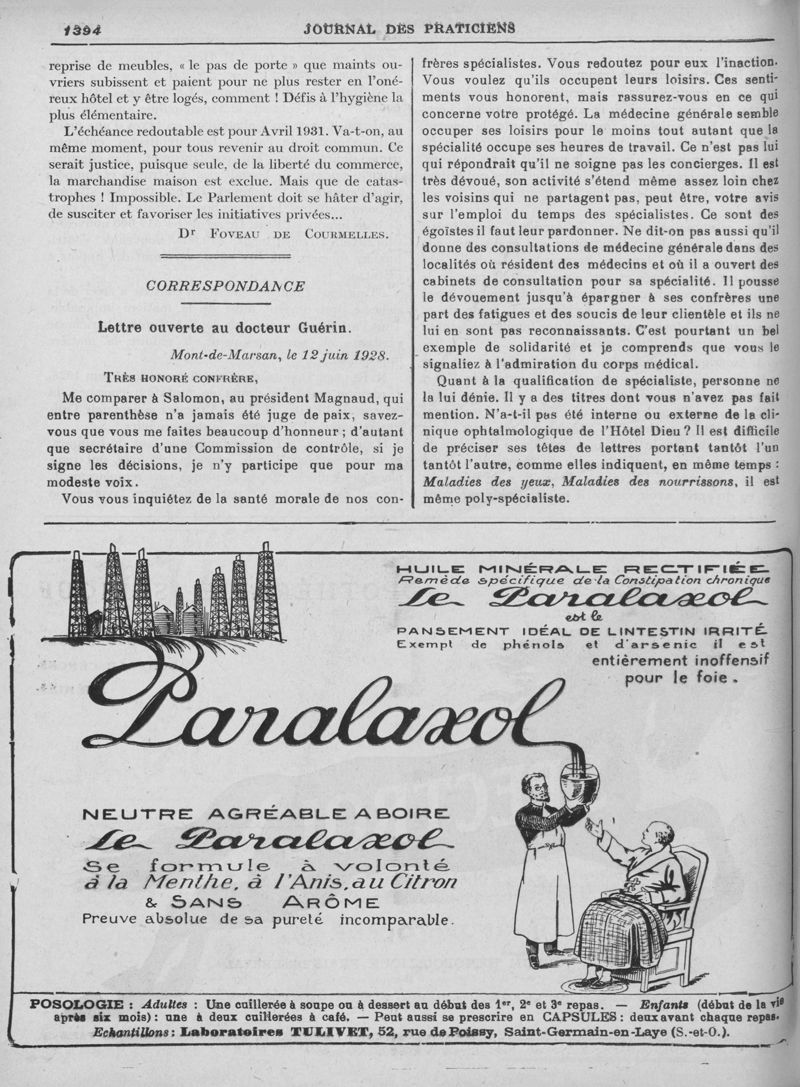 1394
JOURNAL DES PRATICIENS
reprise de meubles, « le pas de porte » que maints ou-
vriers subissent et paient pour ne plus rester en l'oné-
reux hôtel et y être logés, comment ! Défis à l'hygiène la
plus élémentaire.
L'échéance redoutable est pour Avril 1931. Va-t-on, au
même moment, pour tous revenir au droit commun. Ce
serait justice, puisque seule, de la liberté du commerce,
la marchandise maison est exclue. Mais que de catas-
trophes ! Impossible. Le Parlement doit se hâter d'agir,
de susciter et favoriser les initiatives privées...
Dr FOVEAU DE COURMELLES.
CORRESPONDANCE
Lettre ouverte au docteur Guérin.
Mont-de-Marsan, le 12 juin 1928.
TRÈS HONORÉ CONFRÈRE,
Me comparer à Salomon, au président Magnaud, qui
entre parenthèse n'a jamais été juge de paix, savez-
vous que vous me faites beaucoup d'honneur ; d'autant
que secrétaire d'une Commission de contrôle, si je
signe les décisions, je n'y participe que pour ma
modeste voix.
Vous vous inquiétez de la santé morale de nos con-
frères spécialistes. Vous redoutez pour eux l'inaction.
Vous voulez qu'ils occupent leurs loisirs. Ces senti-
ments vous honorent, mais rassurez-vous en ce qui
concerne votre protégé. La médecine générale semble
occuper ses loisirs pour le moins tout autant que la
spécialité occupe ses heures de travail. Ce n'est pas lui
qui répondrait qu'il ne soigne pas les concierges. Il est
très dévoué, son activité s'étend même assez loin chez
les voisins qui ne partagent pas, peut être, votre avis
sur l'emploi du temps des spécialistes. Ce sont des
égoïstes il faut leur pardonner. Ne dit-on pas aussi qu'il
donne des consultations de médecine générale dans des
localités où résident des médecins et où il a ouvert des
cabinets de consultation pour sa spécialité. Il pousse
le dévouement jusqu'à épargner à ses confrères une
part des fatigues et des soucis de leur clientèle et ils ne
lui en sont pas reconnaissants. C'est pourtant un bel
exemple de solidarité et je comprends que vous le
signaliez à l'admiration du corps médical.
Quant à la qualification de spécialiste, personne ne
la lui dénie. Il y a des titres dont vous n'avez pas fait
mention. N'a-t-il pas été interne ou externe de la cli-
nique ophtalmologique de l'Hôtel Dieu ? Il est difficile
de préciser ses têtes de lettres portant tantôt l'un
tantôt l'autre, comme elles indiquent, en même temps :
Maladies des yeux, Maladies des nourrissons, il est
même poly-spécialiste.
HUILE MINÉRALE RECTIFIÉE
Remède spécifique de la Constipation chronique
Le Paralaxol
est le
PANSEMENT IDÉAL DE L'INTESTIN IRRITÉ
Exempt de phénols et d'arsenic il est
entièrement inoffensif
pour le foie.
Paralaxol
NEUTRE AGRÉABLE A BOIRE
Le Paralaxol
Se formule à volonté
à la Menthe, à l'Anis, au Citron
& SANS ARÔME
Preuve absolue de sa pureté incomparable.
POSOLOGIE : Adultes : Une cuillerée à soupe ou à dessert au début des 1er, 2e et 3e repas. — Enfants (début de la vie
après six mois) : une à deux cuillerées à café. — Peut aussi se prescrire en CAPSULES : deux avant chaque repas.
Echantillons : Laboratoires TULIVET, 52, rue de Poissy, Saint-Germain-en-Laye (S.-et-O.).